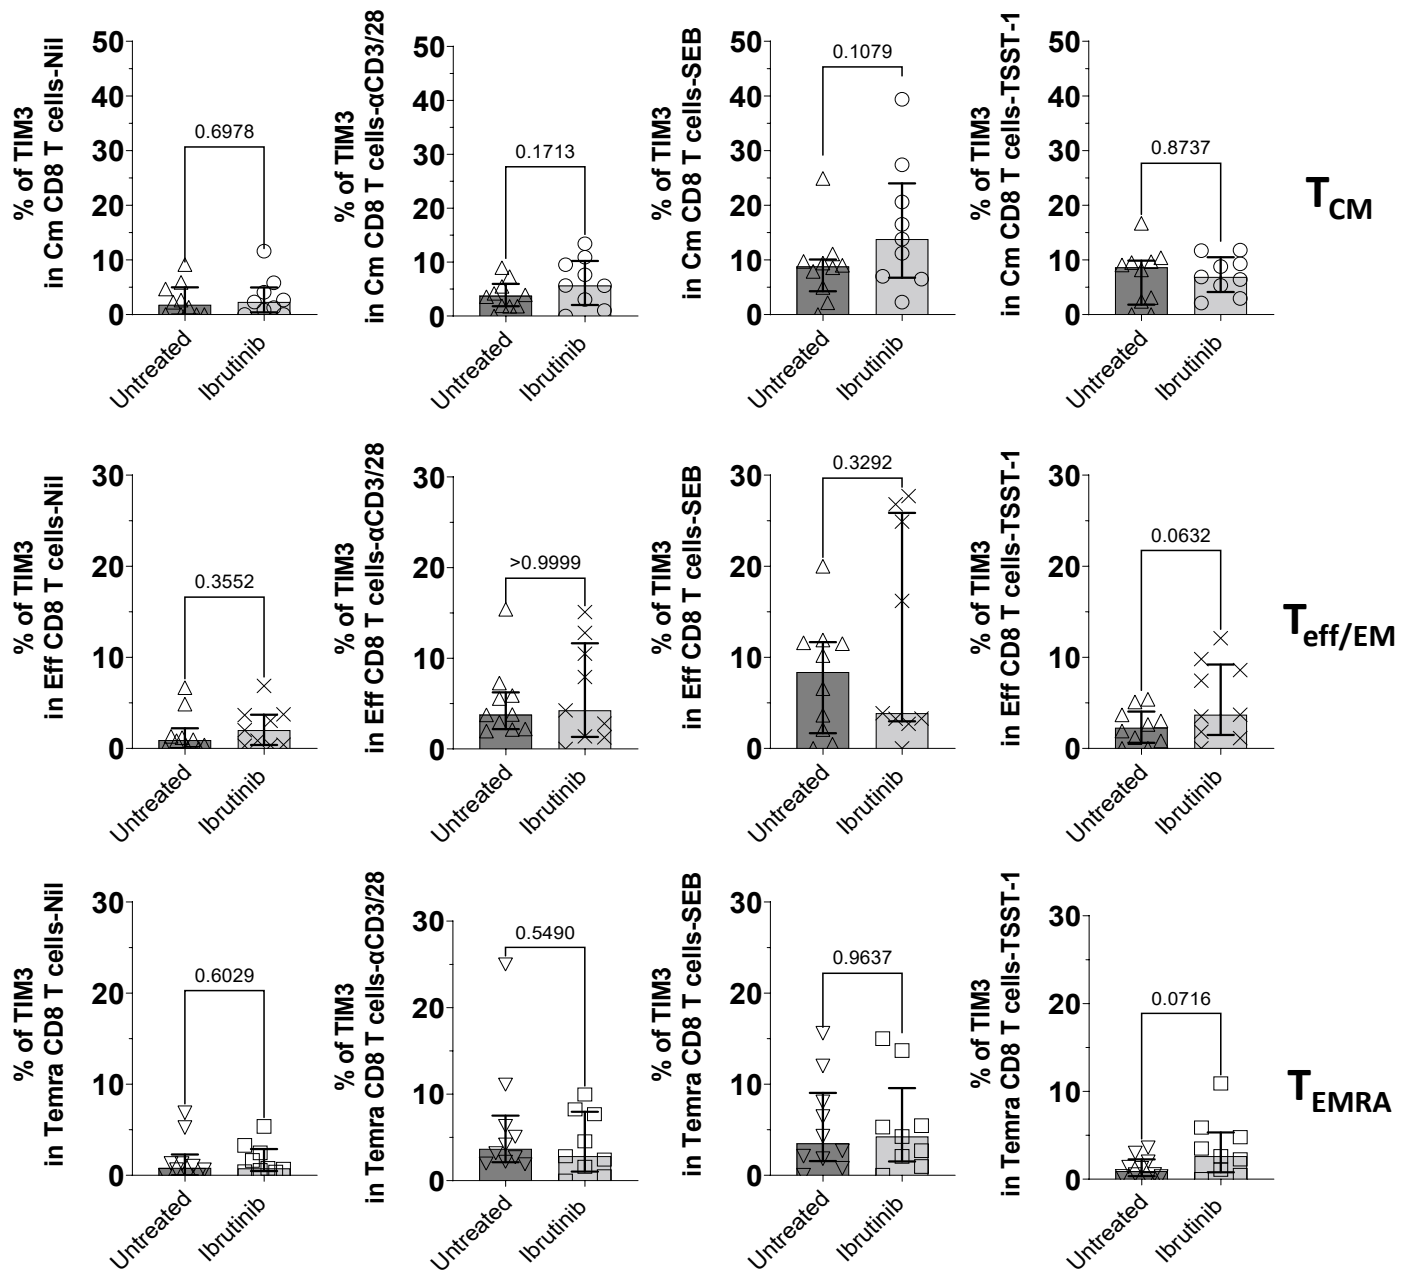 % of TIM3
in Cm CD8 T cells-Nil
50
40
30
20
10
0
0.6978
Untreated
Ibrutinib
% of TIM3
in Cm CD8 T cells-αCD3/28
50
40
30
20
10
0
0.1713
Untreated
Ibrutinib
% of TIM3
in Cm CD8 T cells-SEB
50
40
30
20
10
0
0.1079
Untreated
Ibrutinib
% of TIM3
in Cm CD8 T cells-TSST-1
50
40
30
20
10
0
0.8737
Untreated
Ibrutinib
TCM
% of TIM3
in Eff CD8 T cells-Nil
30
20
10
0
0.3552
Untreated
Ibrutinib
% of TIM3
in Eff CD8 T cells-αCD3/28
30
20
10
0
>0.9999
Untreated
Ibrutinib
% of TIM3
in Eff CD8 T cells-SEB
30
20
10
0
0.3292
Untreated
Ibrutinib
% of TIM3
in Eff CD8 T cells-TSST-1
30
20
10
0
0.0632
Untreated
Ibrutinib
Teff/EM
% of TIM3
in Temra CD8 T cells-Nil
30
20
10
0
0.6029
Untreated
Ibrutinib
% of TIM3
in Temra CD8 T cells-αCD3/28
30
20
10
0
0.5490
Untreated
Ibrutinib
% of TIM3
in Temra CD8 T cells-SEB
30
20
10
0
0.9637
Untreated
Ibrutinib
% of TIM3
in Temra CD8 T cells-TSST-1
30
20
10
0
0.0716
Untreated
Ibrutinib
TEMRA